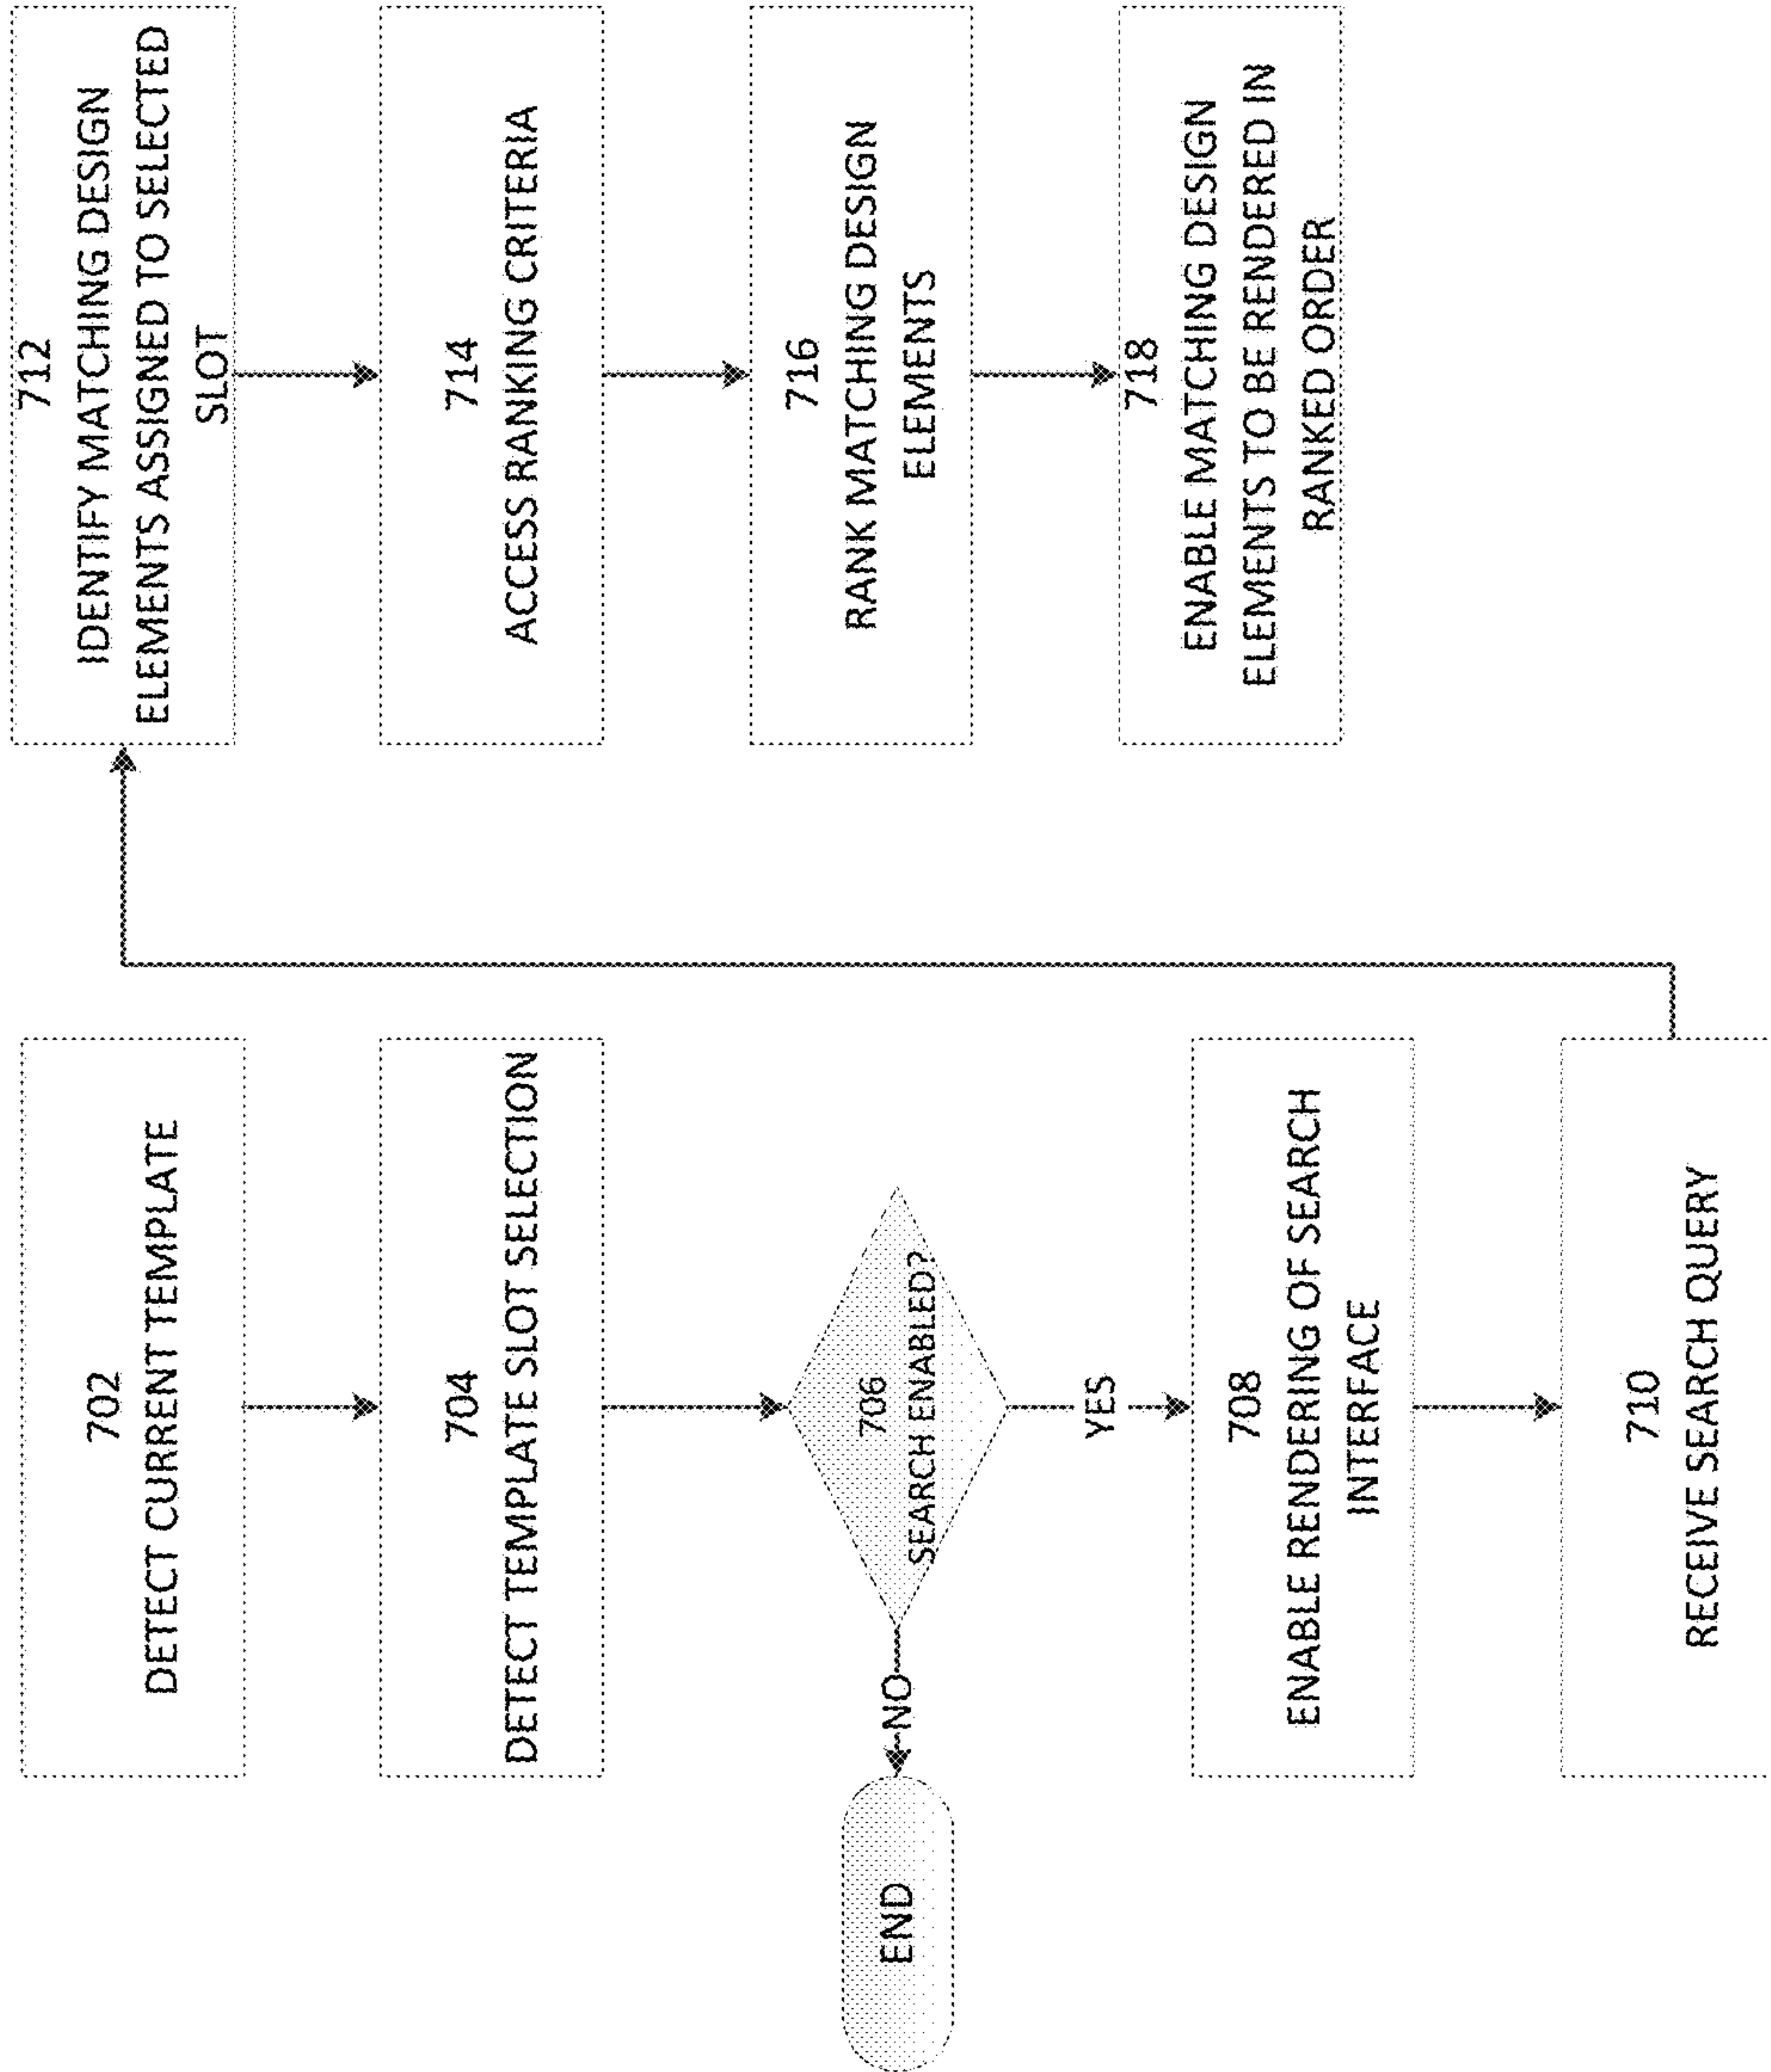 702
DETECT CURRENT TEMPLATE
704
DETECT TEMPLATE SLOT SELECTION
706
SEARCH ENABLED?
NO
END
YES
708
ENABLE RENDERING OF SEARCH
INTERFACE
710
RECEIVE SEARCH QUERY
712
IDENTIFY MATCHING DESIGN
ELEMENTS ASSIGNED TO SELECTED
SLOT
714
ACCESS RANKING CRITERIA
716
RANK MATCHING DESIGN
ELEMENTS
718
ENABLE MATCHING DESIGN
ELEMENTS TO BE RENDERED IN
RANKED ORDER